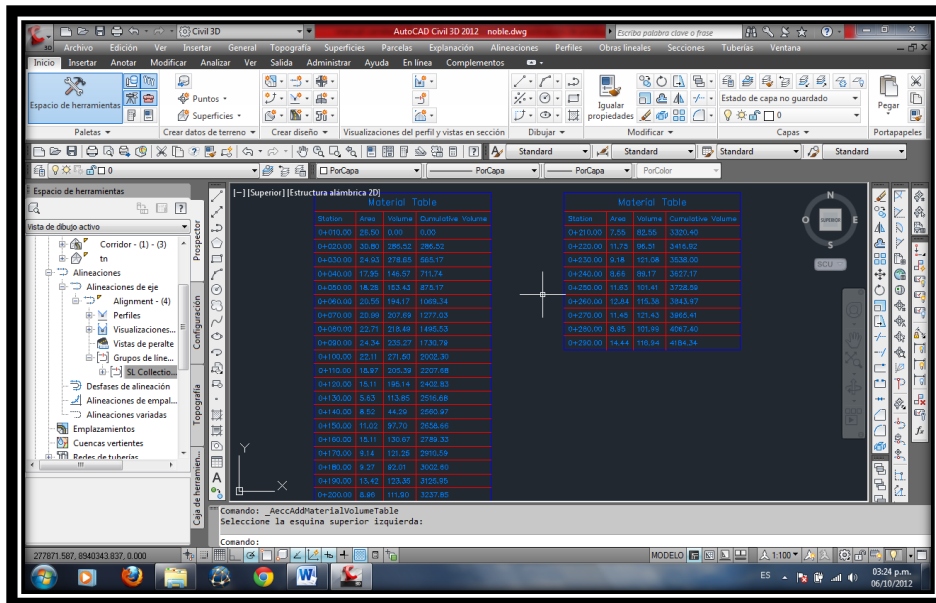 Civil 3D
AutoCAD Civil 3D 2012 noble.dwg
Escriba palabra clave o frase
Archivo Edición Ver Insertar General Topografía Superficies Parcelas Explanación Alineaciones Perfiles Obras lineales Secciones Tuberías Ventana
Inicio Insertar Anotar Modificar Analizar Ver Salida Administrar Ayuda En línea Complementos
Espacio de herramientas
Puntos
Superficies
Igualar propiedades
Estado de capa no guardado
0
Pegar
Paletas
Crear datos de terreno
Crear diseño
Visualizaciones del perfil y vistas en sección
Dibujar
Modificar
Capas
Portapapeles
Standard Standard Standard Standard
0 PorCapa PorCapa PorCapa PorColor
Espacio de herramientas
Vista de dibujo activo
Corridor - (1) - (3)
tn
Alineaciones
Alineaciones de eje
Alignment - (4)
Perfiles
Visualizaciones...
Vistas de peralte
Grupos de líne...
SL Collectio...
Desfases de alineación
Alineaciones de empal...
Alineaciones variadas
Emplazamientos
Cuencas vertientes
Redes de tuberías
Prospector
Configuración
Topografía
Caja de herramien...
[−][Superior][Estructura alámbrica 2D]
Material Table
Station Area Volume Cumulative Volume
0+010.00 0.00 0.00
0+020.00 286.52 286.52
0+030.00 24.93 278.65 565.17
0+040.00 17.95 146.57 711.74
0+050.00 18.25 163.43 875.17
0+060.00 20.55 194.17 1069.34
0+070.00 20.99 207.69 1277.03
0+080.00 22.71 218.49 1495.53
0+090.00 24.34 235.27 1730.79
0+100.00 22.11 271.50 2002.30
0+110.00 18.97 205.39 2207.68
0+120.00 15.11 195.14 2402.83
0+130.00 5.63 113.85 2516.68
0+140.00 8.52 44.29 2560.97
0+150.00 11.02 97.70 2658.66
0+160.00 15.11 130.67 2789.33
0+170.00 9.14 121.25 2910.59
0+180.00 9.27 92.01 3002.60
0+190.00 15.42 123.35 3125.95
0+200.00 6.96 111.90 3237.85
Material Table
Station Area Volume Cumulative Volume
0+210.00 7.55 82.55 3320.40
0+220.00 11.75 96.51 3416.92
0+230.00 9.18 121.08 3538.00
0+240.00 8.66 89.17 3627.17
0+250.00 11.63 101.41 3728.59
0+260.00 12.84 115.38 3843.97
0+270.00 11.45 121.43 3965.41
0+280.00 8.95 101.99 4067.40
0+290.00 14.44 116.94 4184.34
N
O SUPERIOR E
S
SCU
Y
X
Comando: _AeccAddMaterialVolumeTable
Seleccione la esquina superior izquierda:
Comando:
277871.587, 8940343.837, 0.000
MODELO
1:100
ES
03:24 p.m.
06/10/2012